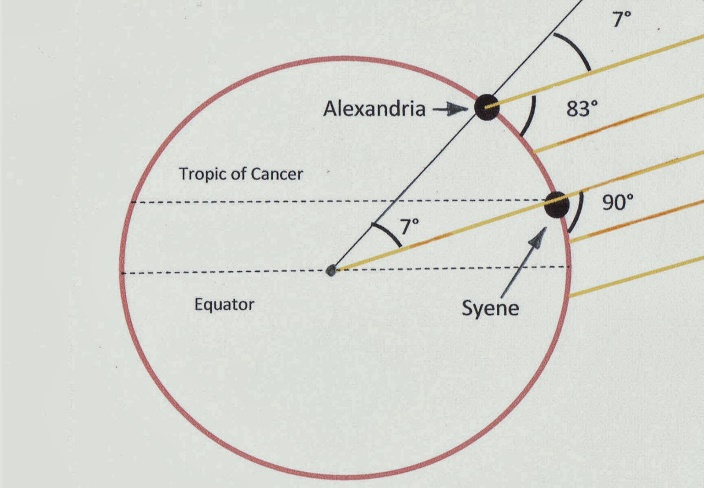 7°
Alexandria
83°
Tropic of Cancer
90°
7°
Equator
Syene